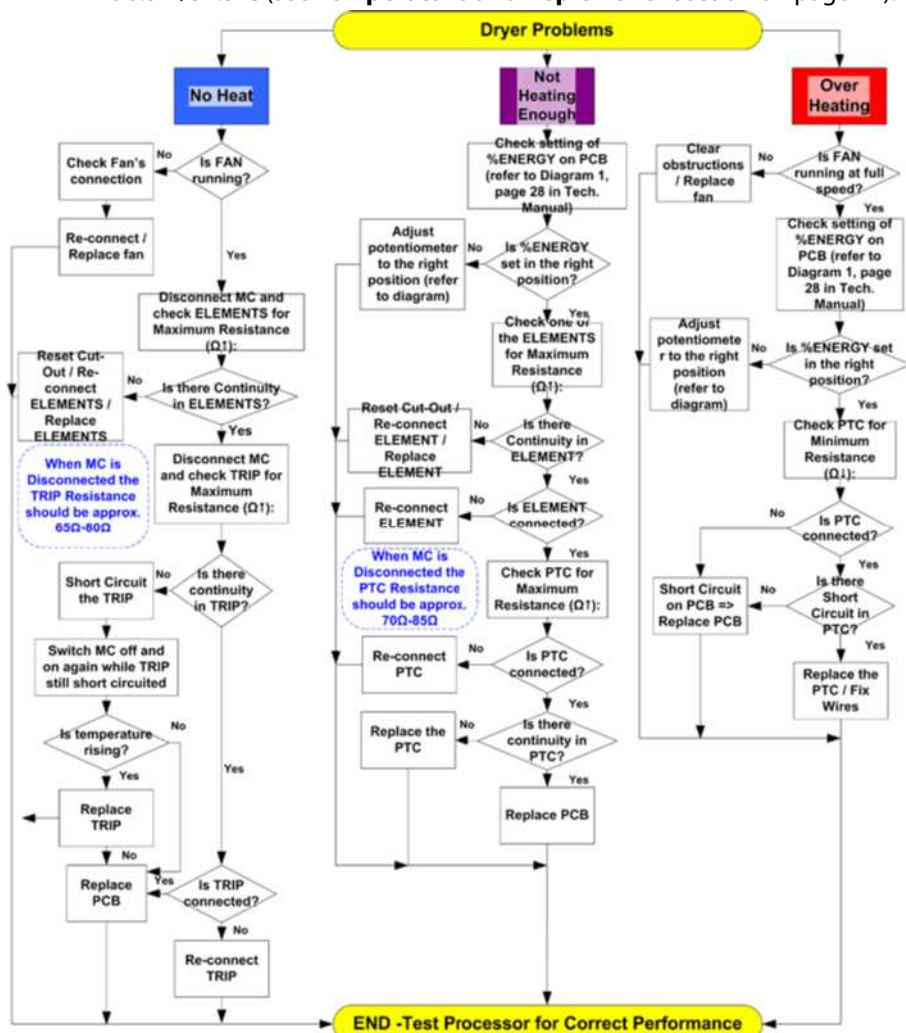 Dryer Problems
No Heat
Is FAN
running?
No
Check Fan's
connection
Re-connect /
Replace fan
Yes
Disconnect MC and
check ELEMENTS for
Maximum Resistance
(Ω↑):
Is there Continuity
in ELEMENTS?
No
Reset Cut-
Out / Re-
connect
ELEMENTS /
Replace
ELEMENTS
Yes
When MC is
Disconnected the
TRIP Resistance
should be approx.
65Ω-80Ω
Disconnect MC
and check TRIP for
Maximum
Resistance (Ω↑):
Is there
continuity
in TRIP?
No
Short Circuit
the TRIP
Switch MC off and
on again while TRIP
still short circuited
Is temperature
rising?
No
Yes
Replace
TRIP
No
Replace
PCB
Yes
Yes
Is TRIP
connected?
No
Re-connect
TRIP
Not
Heating
Enough
Check setting of
%ENERGY on PCB
(refer to Diagram 1,
page 28 in Tech.
Manual)
Is %ENERGY
set in the right
position?
No
Adjust
potentiometer
to the right
position (refer
to diagram)
Yes
Check one of
the ELEMENTS
for Maximum
Resistance
(Ω↑):
Is there
Continuity in
ELEMENT?
No
Reset Cut-Out /
Re-connect
ELEMENT /
Replace
ELEMENT
Yes
Is ELEMENT
connected?
No
Re-connect
ELEMENT
Yes
When MC is
Disconnected the
PTC Resistance
should be approx.
70Ω-85Ω
Check PTC for
Maximum
Resistance (Ω↑):
Is PTC
connected?
No
Re-connect
PTC
Yes
Is there
continuity in
PTC?
No
Replace the
PTC
Yes
Replace PCB
Over
Heating
Is FAN
running at full
speed?
No
Clear
obstructions
/ Replace
fan
Yes
Check setting of
%ENERGY on
PCB (refer to
Diagram 1, page
28 in Tech.
Manual)
Is %ENERGY set
in the right
position?
No
Adjust
potentiome
ter to the right
position
(refer to
diagram)
Yes
Check PTC for
Minimum
Resistance
(Ω↓):
Is PTC
connected?
No
Yes
Is there
Short
Circuit in
PTC?
No
Short Circuit
on PCB =>
Replace PCB
Yes
Replace the
PTC / Fix
Wires
END -Test Processor for Correct Performance